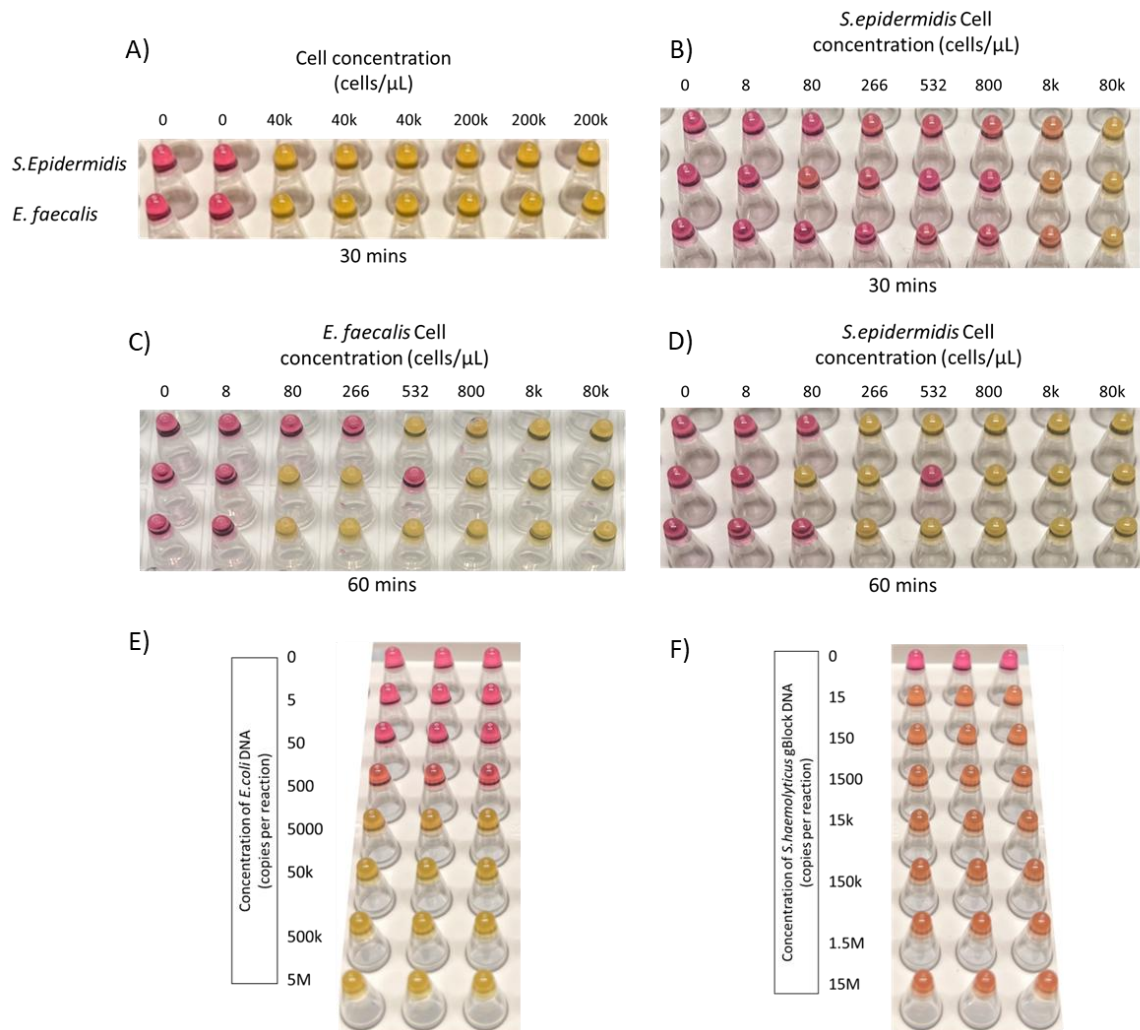 A)
Cell concentration
(cells/µL)
0 0 40k 40k 40k 200k 200k 200k
S.Epidermidis
E. faecalis
30 mins
B)
S.epidermidis Cell
concentration (cells/µL)
0 8 80 266 532 800 8k 80k
30 mins
C)
E. faecalis Cell
concentration (cells/µL)
0 8 80 266 532 800 8k 80k
60 mins
D)
S.epidermidis Cell
concentration (cells/µL)
0 8 80 266 532 800 8k 80k
60 mins
E)
Concentration of E.coli DNA
(copies per reaction)
0
5
50
500
5000
50k
500k
5M
F)
Concentration of S.haemolyticus gBlock DNA
(copies per reaction)
0
15
150
1500
15k
150k
1.5M
15M